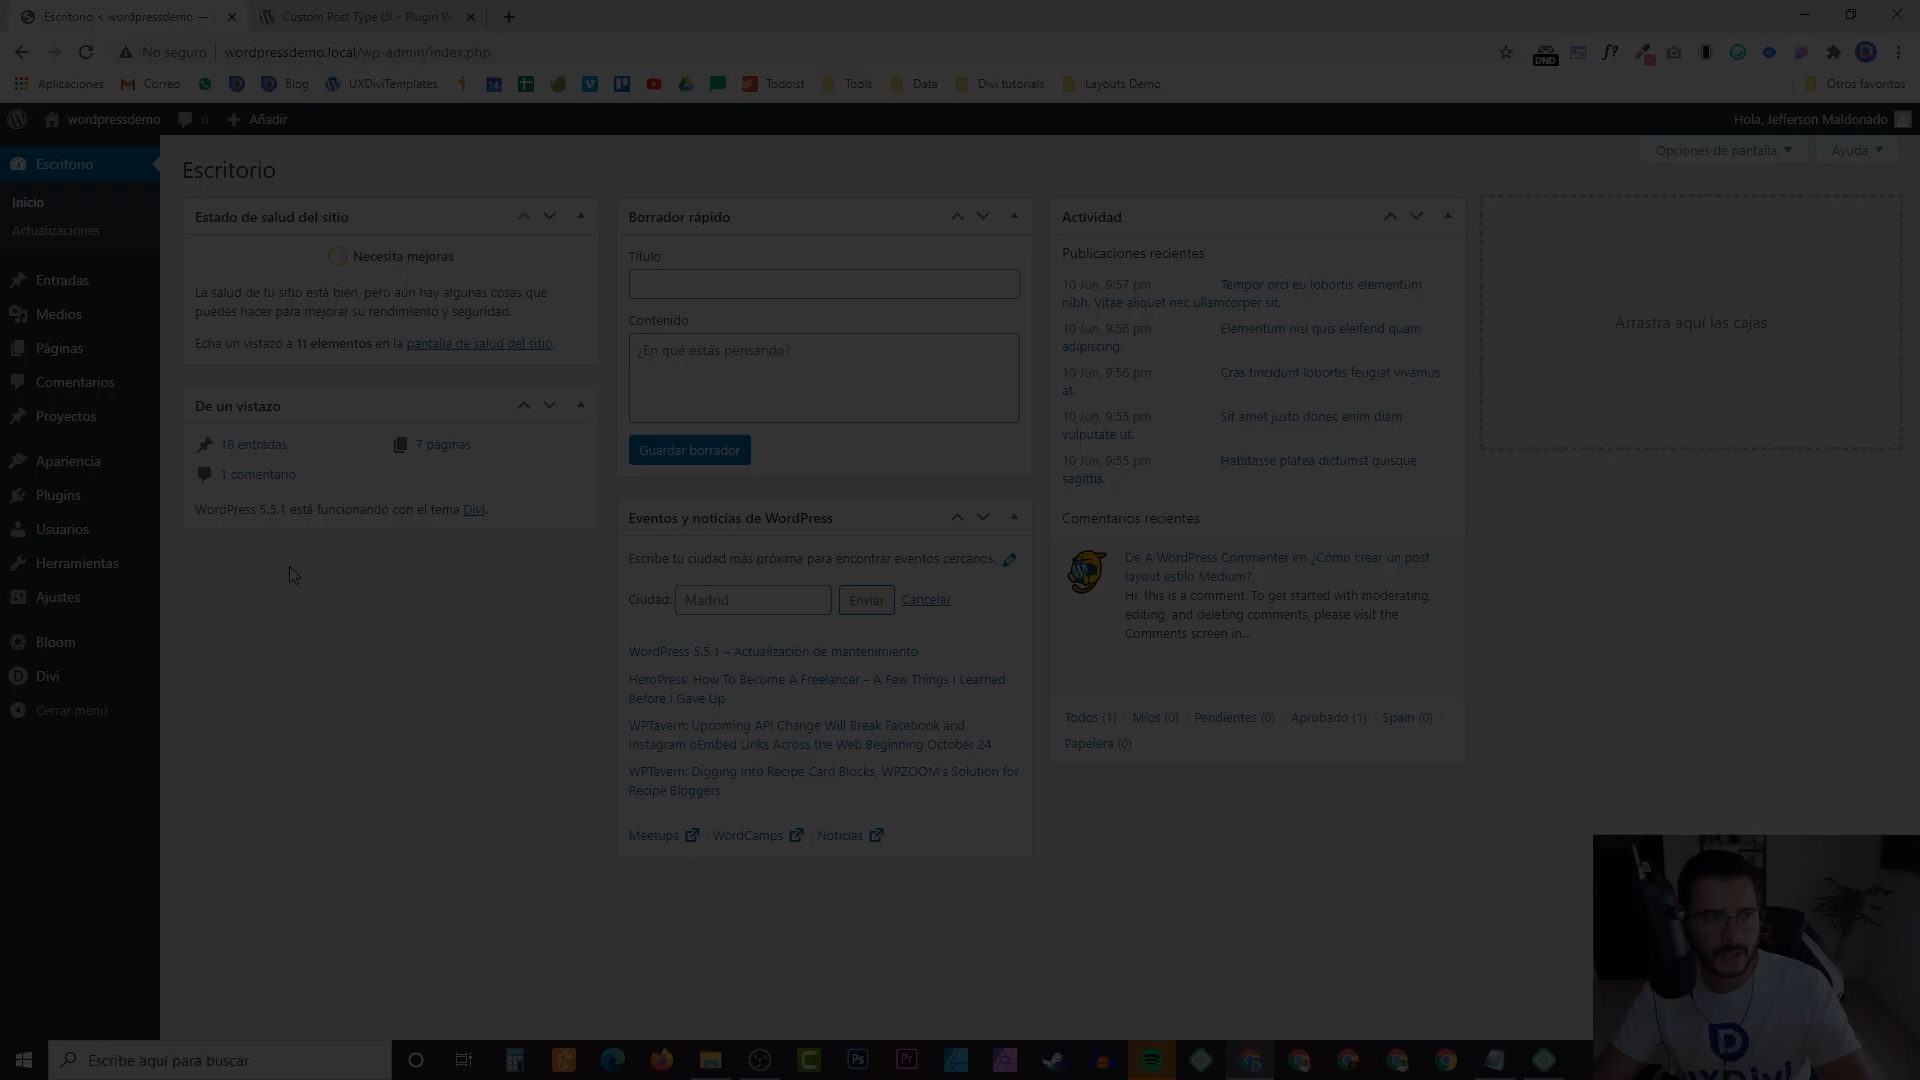 Escritorio < wordpressdemo —
Custom Post Type UI – Plugin W
No seguro
wordpressdemo.local/wp-admin/index.php
DND
f?
Aplicaciones
Correo
Blog
UXDiviTemplates
14
Todoist
Tools
Data
Divi tutorials
Layouts Demo
Otros favoritos
wordpressdemo
0
Añadir
Hola, Jefferson Maldonado
Escritorio
Inicio
Actualizaciones
Entradas
Medios
Páginas
Comentarios
Proyectos
Apariencia
Plugins
Usuarios
Herramientas
Ajustes
Bloom
Divi
Cerrar menú
Escritorio
Opciones de pantalla
Ayuda
Estado de salud del sitio
Necesita mejoras
La salud de tu sitio está bien, pero aún hay algunas cosas que
puedes hacer para mejorar su rendimiento y seguridad.
Echa un vistazo a 11 elementos en la pantalla de salud del sitio.
De un vistazo
18 entradas
7 páginas
1 comentario
WordPress 5.5.1 está funcionando con el tema Divi.
Borrador rápido
Título
Contenido
¿En qué estás pensando?
Guardar borrador
Eventos y noticias de WordPress
Escribe tu ciudad más próxima para encontrar eventos cercanos.
Ciudad: Madrid Enviar Cancelar
WordPress 5.5.1 – Actualización de mantenimiento
HeroPress: How To Become A Freelancer – A Few Things I Learned
Before I Gave Up
WPTavern: Upcoming API Change Will Break Facebook and
Instagram oEmbed Links Across the Web Beginning October 24
WPTavern: Digging Into Recipe Card Blocks, WPZOOM's Solution for
Recipe Bloggers
Meetups | WordCamps | Noticias
Actividad
Publicaciones recientes
10 Jun, 9:57 pm Tempor orci eu lobortis elementum
nibh. Vitae aliquet nec ullamcorper sit.
10 Jun, 9:56 pm Elementum nisi quis eleifend quam
adipiscing.
10 Jun, 9:56 pm Cras tincidunt lobortis feugiat vivamus
at.
10 Jun, 9:55 pm Sit amet justo donec enim diam
vulputate ut.
10 Jun, 9:55 pm Habitasse platea dictumst quisque
sagittis.
Comentarios recientes
De A WordPress Commenter en ¿Cómo crear un post
layout estilo Medium?
Hi, this is a comment. To get started with moderating,
editing, and deleting comments, please visit the
Comments screen in...
Todos (1) | Míos (0) | Pendientes (0) | Aprobado (1) | Spam (0) |
Papelera (0)
Arrastra aquí las cajas
Escribe aquí para buscar
Ps
Pr
UXDivi